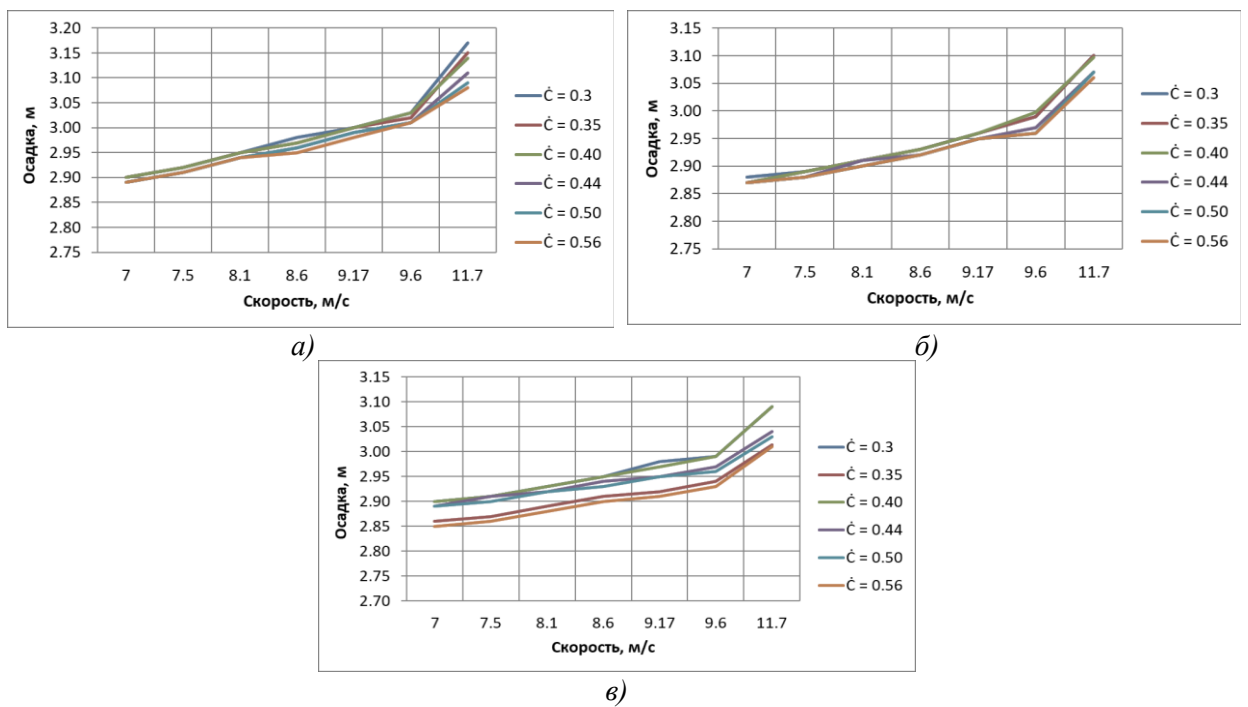 3.20
3.15
3.10
3.05
3.00
2.95
2.90
2.85
2.80
2.75
Осадка, м
7 7.5 8.1 8.6 9.17 9.6 11.7
Скорость, м/с
Ċ = 0.3
Ċ = 0.35
Ċ = 0.40
Ċ = 0.44
Ċ = 0.50
Ċ = 0.56
а)
3.15
3.10
3.05
3.00
2.95
2.90
2.85
2.80
2.75
Осадка, м
7 7.5 8.1 8.6 9.17 9.6 11.7
Скорость, м/с
Ċ = 0.3
Ċ = 0.35
Ċ = 0.40
Ċ = 0.44
Ċ = 0.50
Ċ = 0.56
б)
3.15
3.10
3.05
3.00
2.95
2.90
2.85
2.80
2.75
2.70
Осадка, м
7 7.5 8.1 8.6 9.17 9.6 11.7
Скорость, м/с
Ċ = 0.3
Ċ = 0.35
Ċ = 0.40
Ċ = 0.44
Ċ = 0.50
Ċ = 0.56
в)